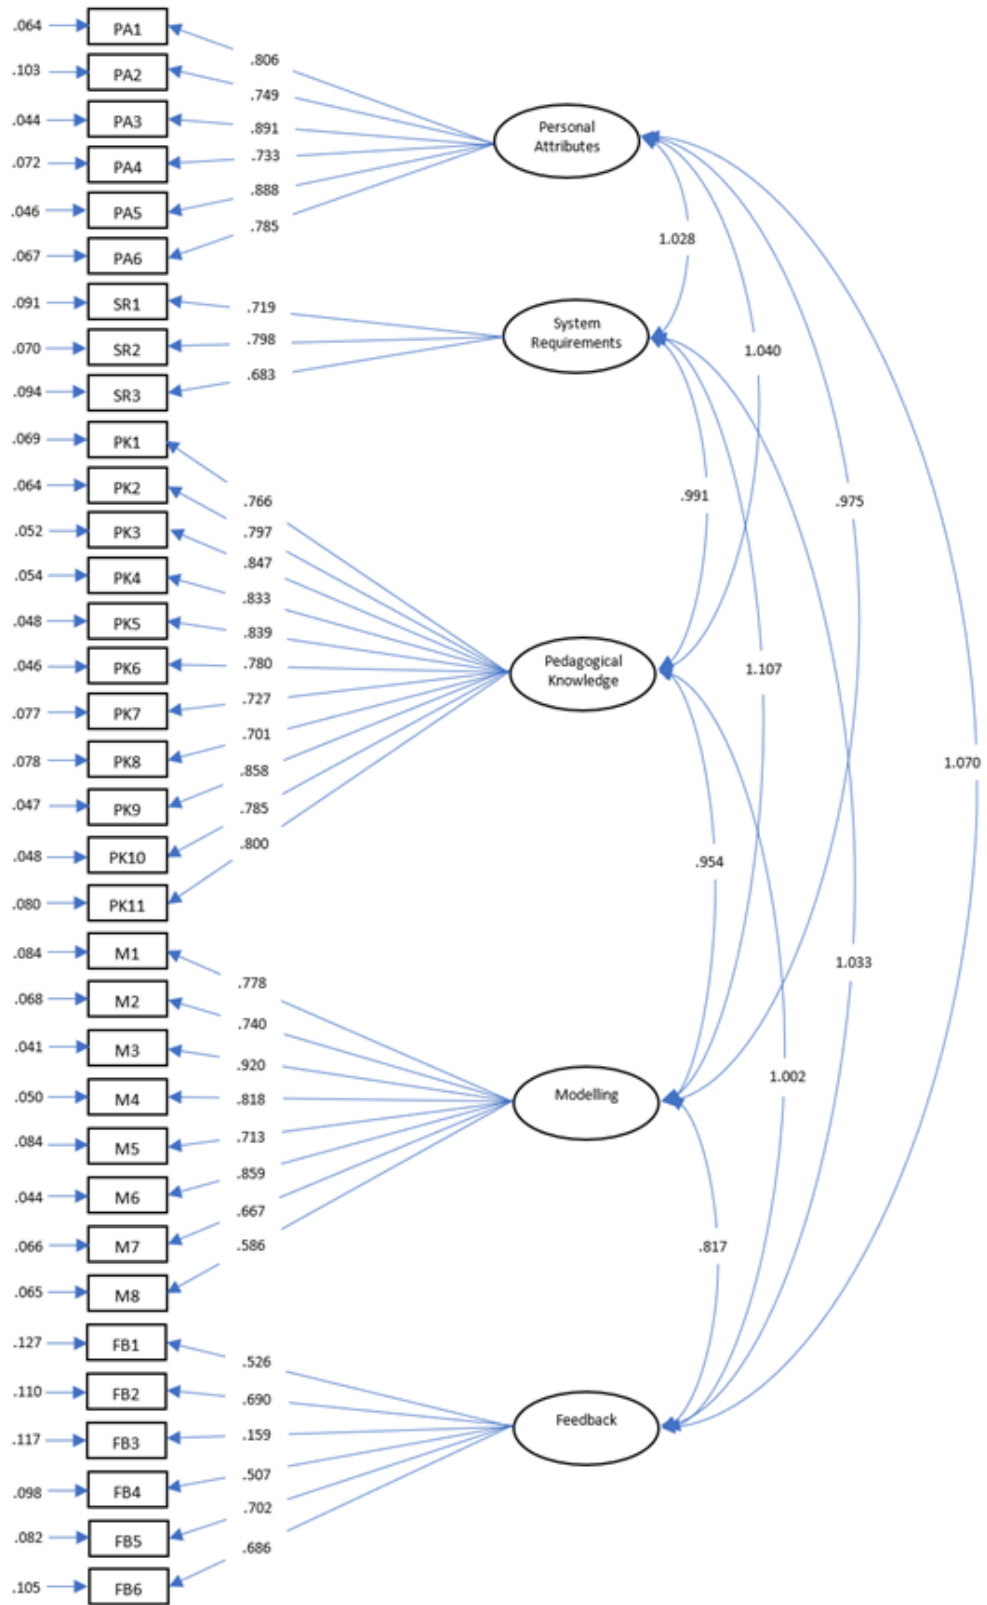 .064
PA1
.806
.103
PA2
.749
.044
PA3
.891
.072
PA4
.733
.046
PA5
.888
.067
PA6
.785
Personal
Attributes
1.028
.091
SR1
.719
.070
SR2
.798
.094
SR3
.683
System
Requirements
1.040
.069
PK1
.766
.064
PK2
.797
.052
PK3
.847
.054
PK4
.833
.048
PK5
.839
.046
PK6
.780
.077
PK7
.727
.078
PK8
.701
.047
PK9
.858
.048
PK10
.785
.080
PK11
.800
Pedagogical
Knowledge
.991
.975
1.107
1.070
.954
.084
M1
.778
.068
M2
.740
.041
M3
.920
.050
M4
.818
.084
M5
.713
.044
M6
.859
.066
M7
.667
.065
M8
.586
Modelling
1.033
1.002
.817
.127
FB1
.526
.110
FB2
.690
.117
FB3
.159
.098
FB4
.507
.082
FB5
.702
.105
FB6
.686
Feedback